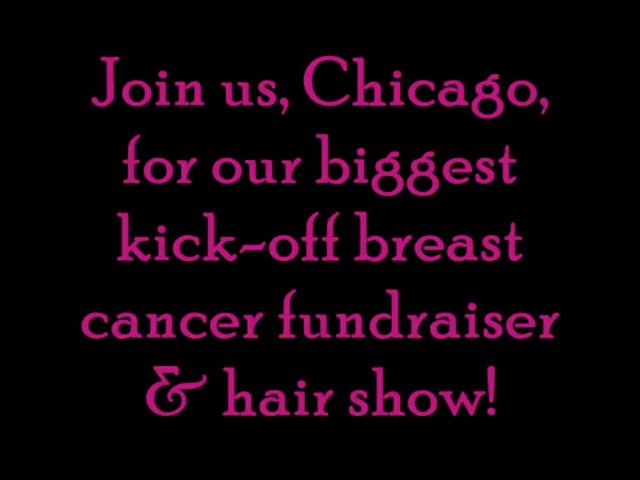 Join us, Chicago,
for our biggest
kick-off breast
cancer fundraiser
& hair show!